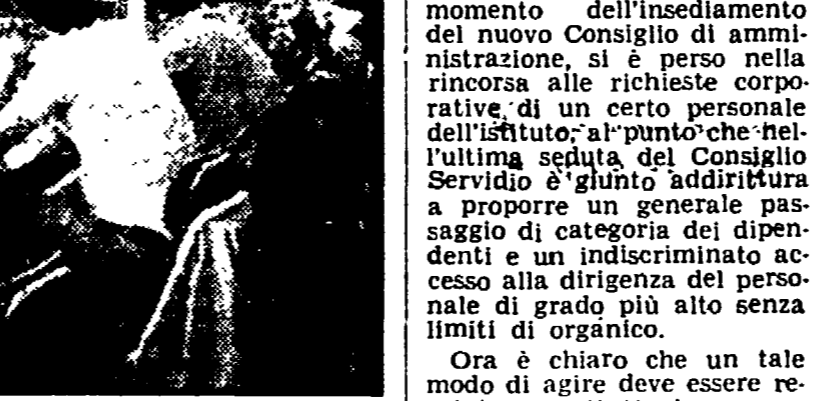 momento dell'insediamento
del nuovo Consiglio di ammi-
nistrazione, si è perso nella
rincorsa alle richieste corpo-
rative, di un certo personale
dell'istituto, al punto che nel-
l'ultima seduta del Consiglio
Servidio è giunto addirittura
a proporre un generale pas-
saggio di categoria dei dipen-
denti e un indiscriminato ac-
cesso alla dirigenza del perso-
nale di grado più alto senza
limiti di organico.
Ora è chiaro che un tale
modo di agire deve essere re-